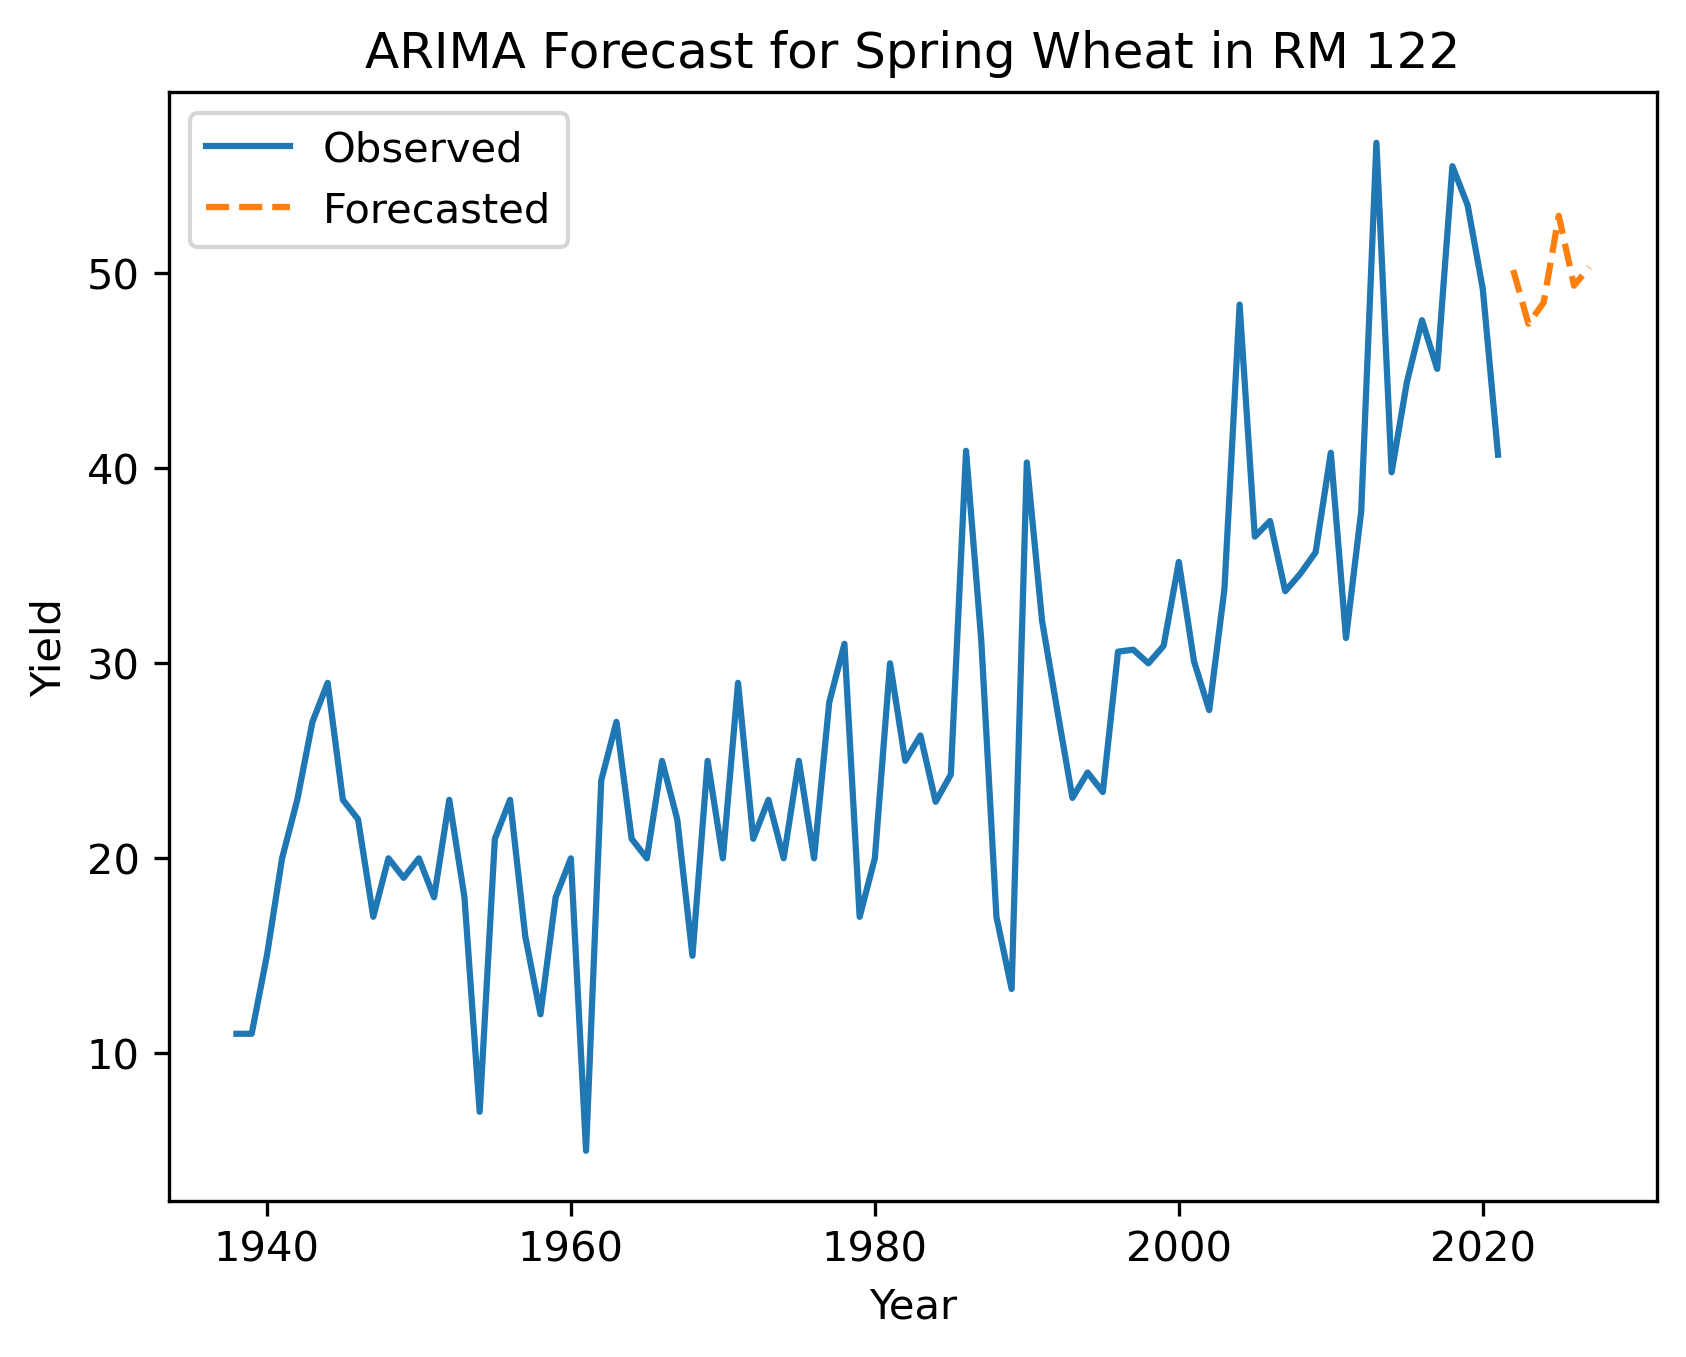 ARIMA Forecast for Spring Wheat in RM 122
Observed
Forecasted
50
40
30
20
10
Yield
1940 1960 1980 2000 2020
Year